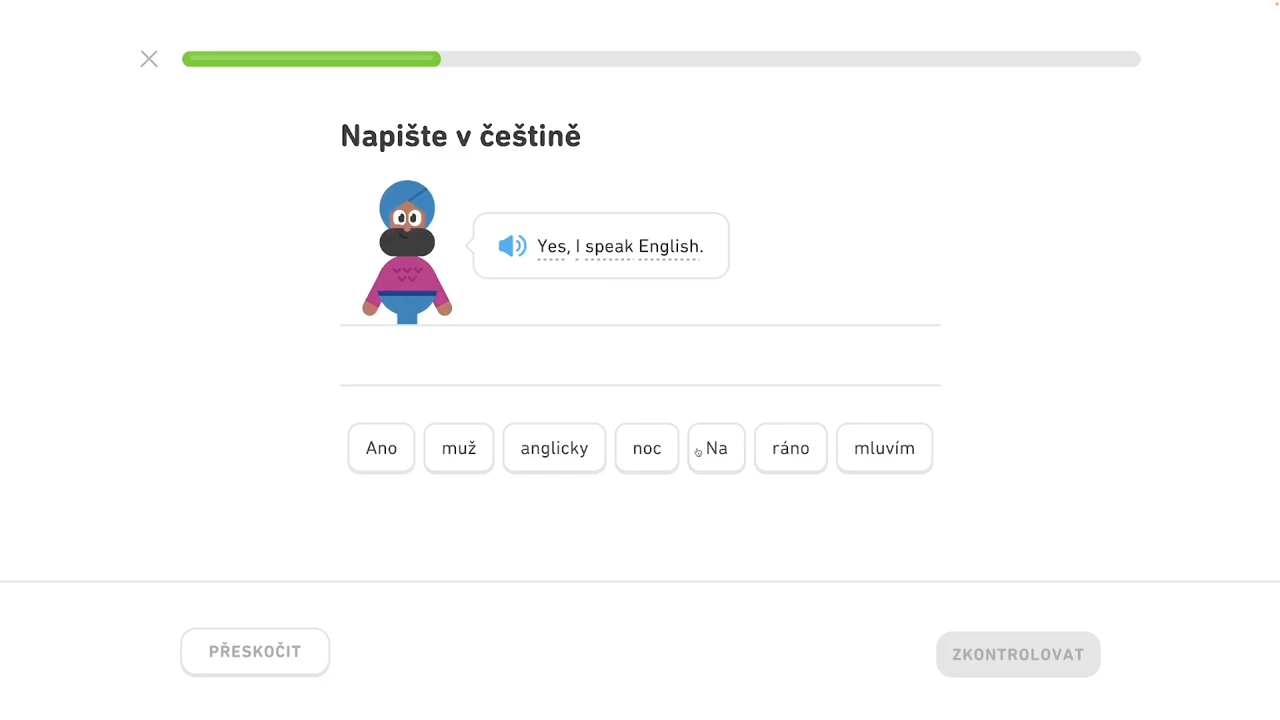 Napište v češtině
Yes, I speak English.
Ano muž anglicky noc Na ráno mluvím
PŘESKOČIT ZKONTROLOVAT